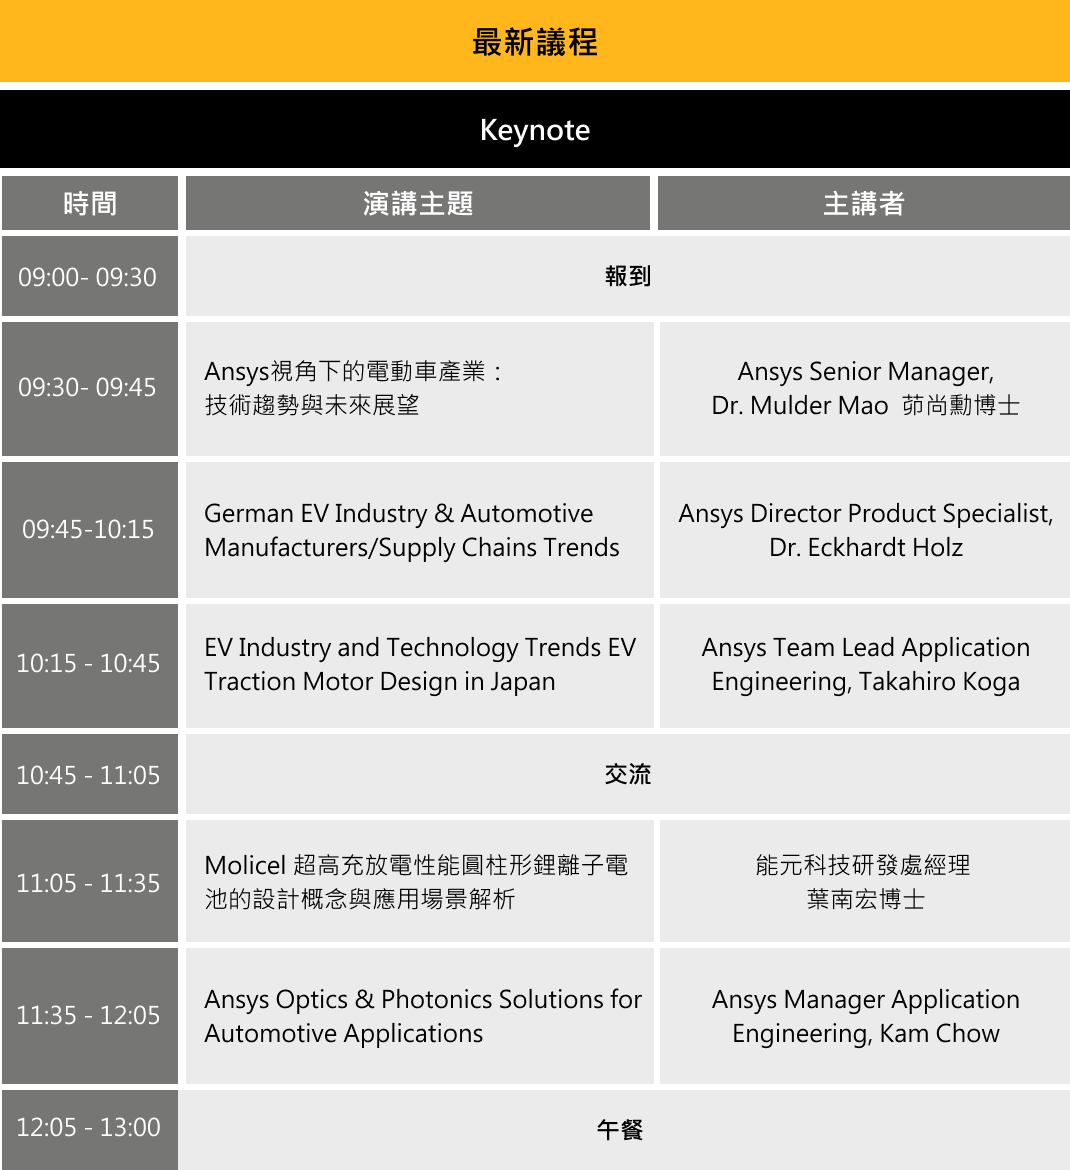 最新議程
Keynote
時間 演講主題 主講者
09:00- 09:30 報到
09:30- 09:45
Ansys視角下的電動車產業：
技術趨勢與未來展望
Ansys Senior Manager,
Dr. Mulder Mao 茆尚勳博士
09:45-10:15
German EV Industry & Automotive
Manufacturers/Supply Chains Trends
Ansys Director Product Specialist,
Dr. Eckhardt Holz
10:15 - 10:45
EV Industry and Technology Trends EV
Traction Motor Design in Japan
Ansys Team Lead Application
Engineering, Takahiro Koga
10:45 - 11:05 交流
11:05 - 11:35
Molicel 超高充放電性能圓柱形鋰離子電
池的設計概念與應用場景解析
能元科技研發處經理
葉南宏博士
11:35 - 12:05
Ansys Optics & Photonics Solutions for
Automotive Applications
Ansys Manager Application
Engineering, Kam Chow
12:05 - 13:00 午餐